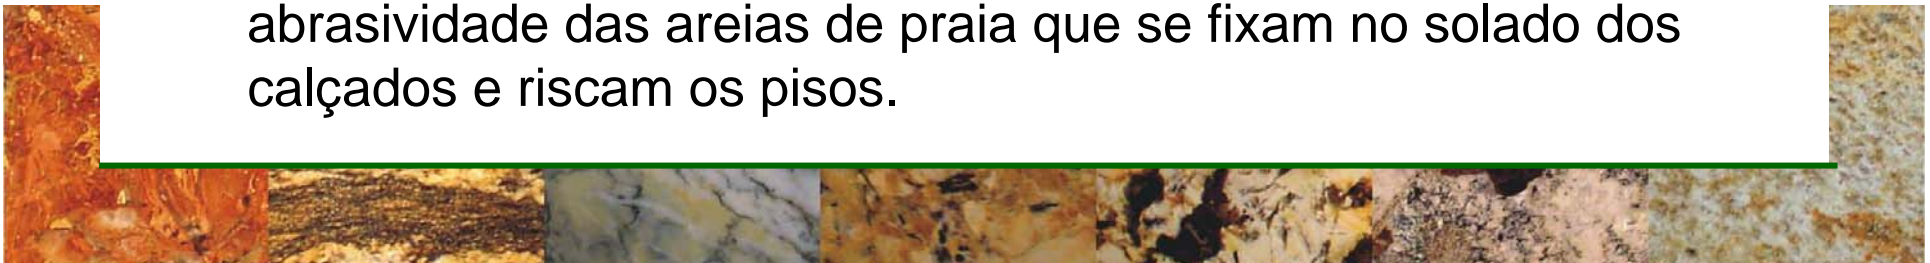 abrasividade das areias de praia que se fixam no solado dos
calçados e riscam os pisos.